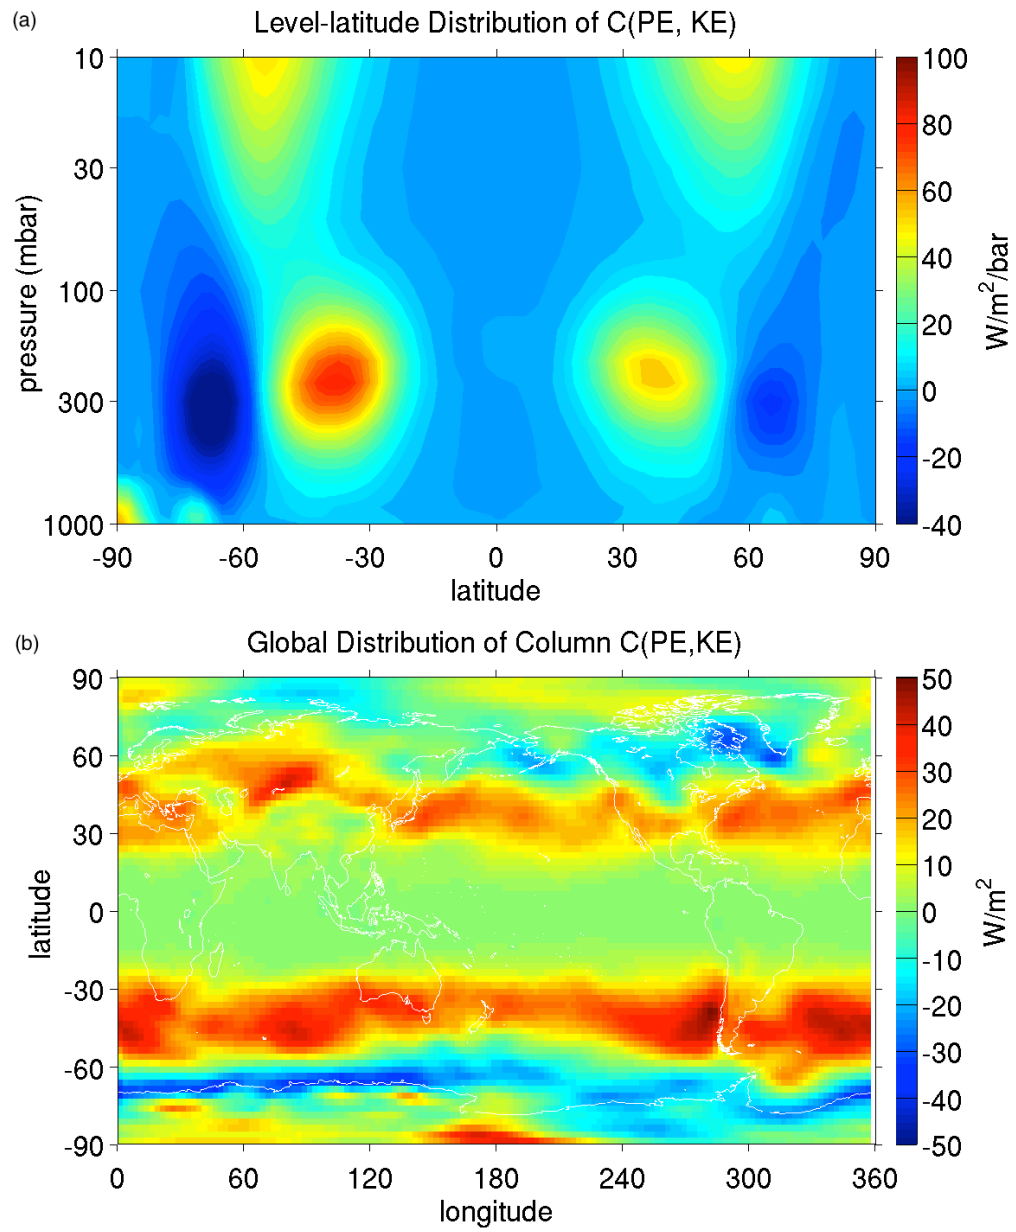 (a)
Level-latitude Distribution of C(PE, KE)
10
30
100
300
1000
pressure (mbar)
-90 -60 -30 0 30 60 90
latitude
100
80
60
40
20
0
-20
-40
W/m²/bar
(b)
Global Distribution of Column C(PE,KE)
90
60
30
0
-30
-60
-90
latitude
0 60 120 180 240 300 360
longitude
50
40
30
20
10
0
-10
-20
-30
-40
-50
W/m²